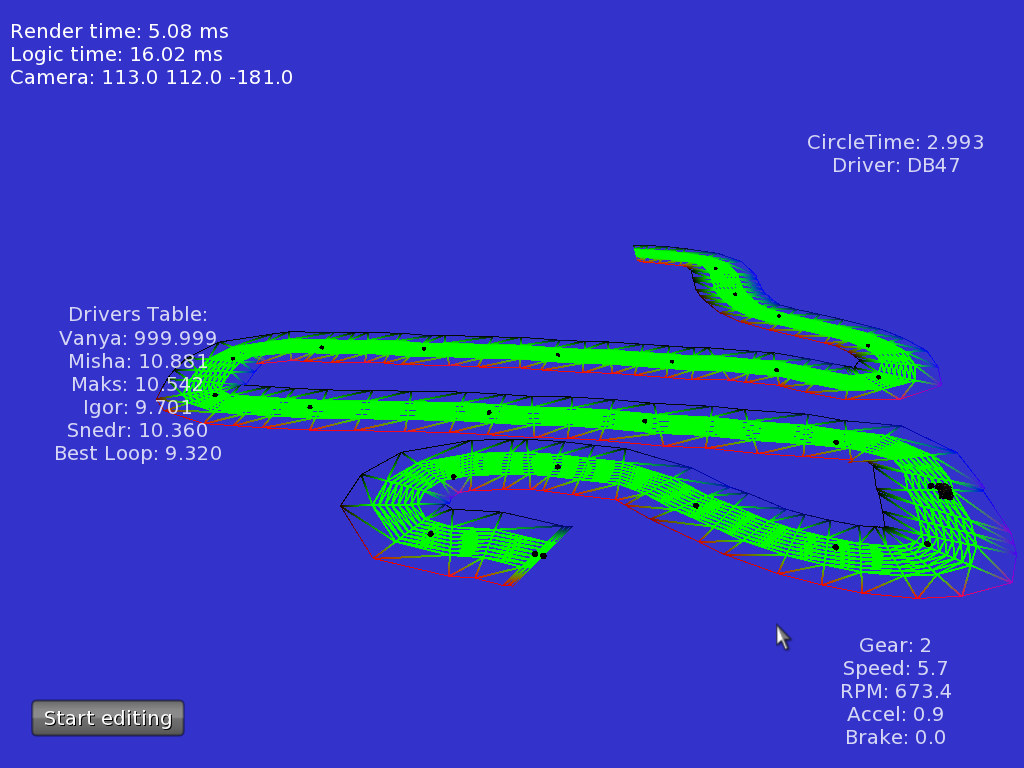 Render time: 5.08 ms
Logic time: 16.02 ms
Camera: 113.0 112.0 -181.0
CircleTime: 2.993
Driver: DB47
Drivers Table:
Vanya: 999.999
Misha: 10.881
Maks: 10.542
Igor: 9.701
Snedr: 10.360
Best Loop: 9.320
Gear: 2
Speed: 5.7
RPM: 673.4
Accel: 0.9
Brake: 0.0
Start editing